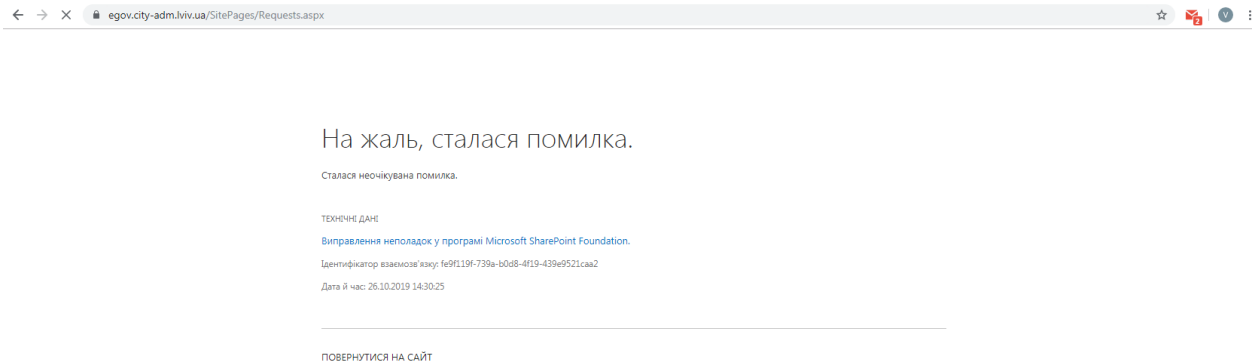 egov.city-adm.lviv.ua/SitePages/Requests.aspx
2
V
На жаль, сталася помилка.
Сталася неочікувана помилка.
ТЕХНІЧНІ ДАНІ
Виправлення неполадок у програмі Microsoft SharePoint Foundation.
Ідентифікатор взаємозв'язку: fe9f119f-739a-b0d8-4f19-439e9521caa2
Дата й час: 26.10.2019 14:30:25
ПОВЕРНУТИСЯ НА САЙТ